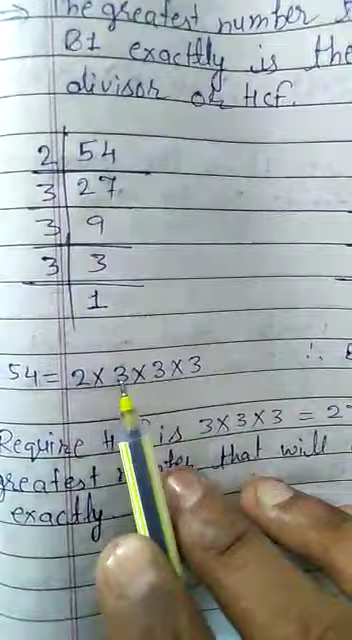 ⇒ The greatest number
81 exactly is the
divisor or Hcf.
2 | 54
3 | 27
3 | 9
3 | 3
1
54 = 2 × 3 × 3 × 3
∴
Require is 3×3×3 = 27
greatest that will
exactly